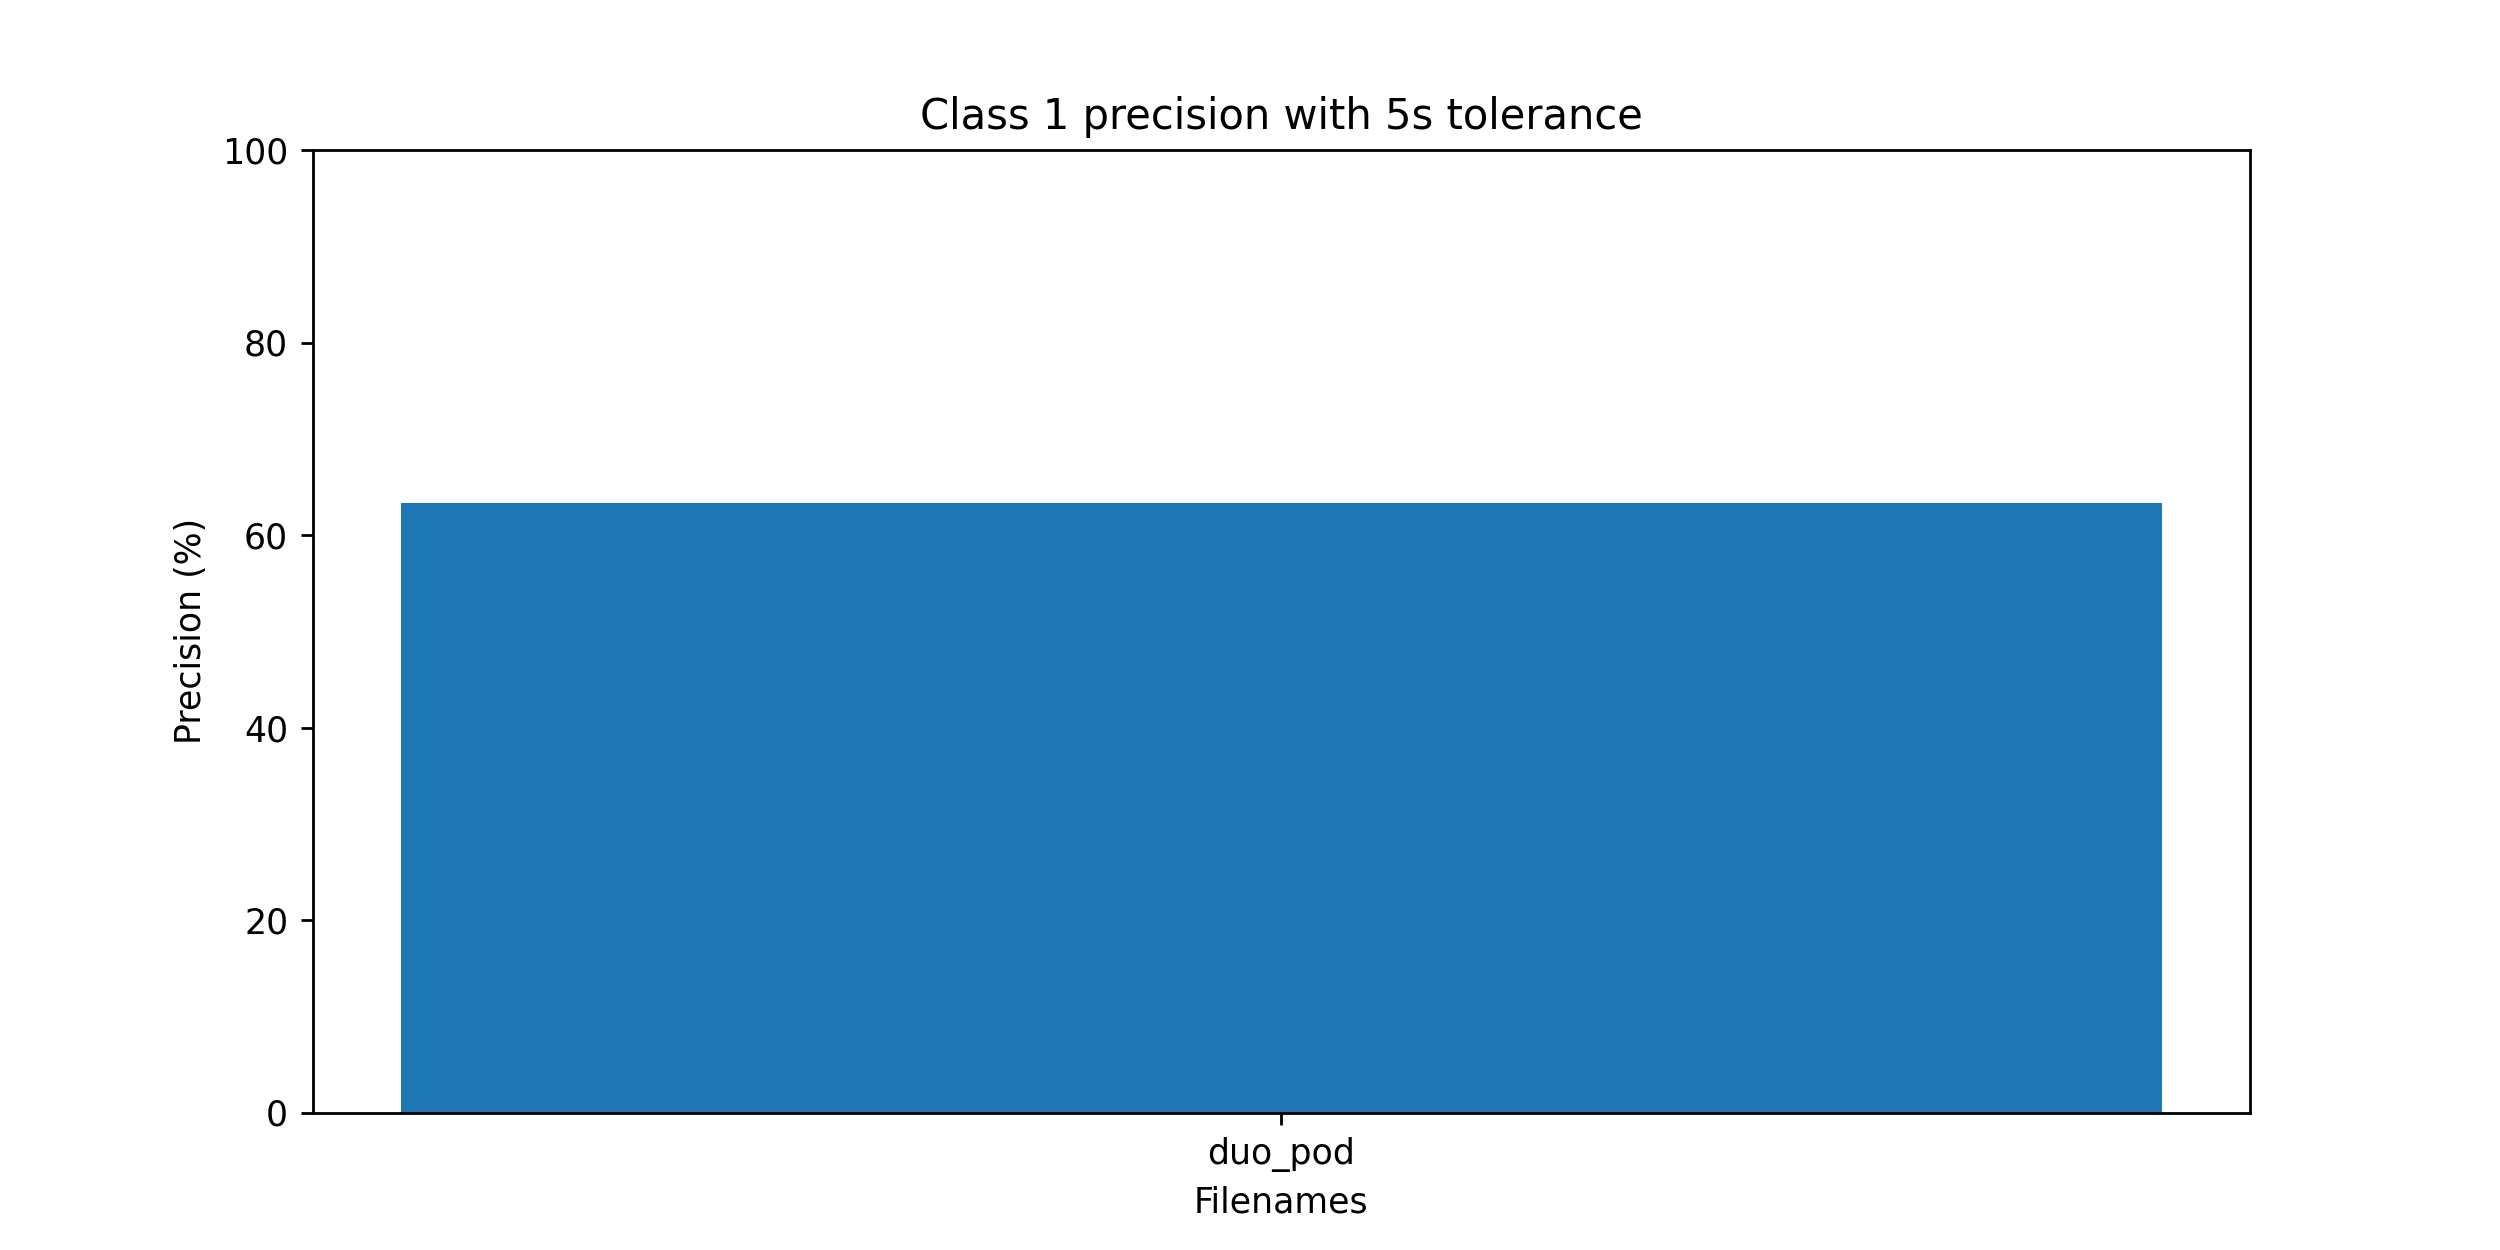 Class 1 precision with 5s tolerance
100
80
60
40
20
0
Precision (%)
duo_pod
Filenames